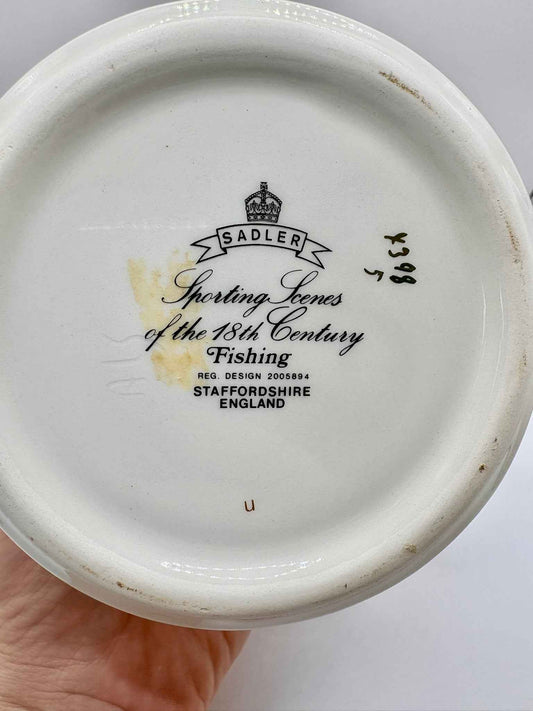 SADLER
Sporting Scenes
of the 18th Century
Fishing
REG. DESIGN 2005894
STAFFORDSHIRE
ENGLAND
u